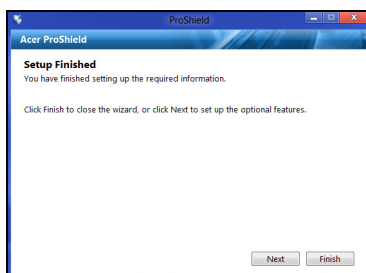 ProShield
Acer ProShield
Setup Finished
You have finished setting up the required information.
Click Finish to close the wizard, or click Next to set up the optional features.
Next
Finish